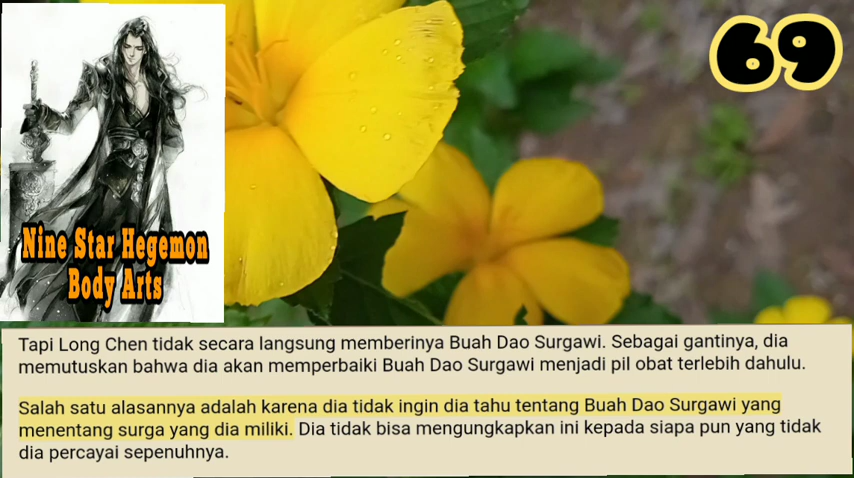 69
Nine Star Hegemon
Body Arts
Tapi Long Chen tidak secara langsung memberinya Buah Dao Surgawi. Sebagai gantinya, dia
memutuskan bahwa dia akan memperbaiki Buah Dao Surgawi menjadi pil obat terlebih dahulu.
Salah satu alasannya adalah karena dia tidak ingin dia tahu tentang Buah Dao Surgawi yang
menentang surga yang dia miliki. Dia tidak bisa mengungkapkan ini kepada siapa pun yang tidak
dia percayai sepenuhnya.